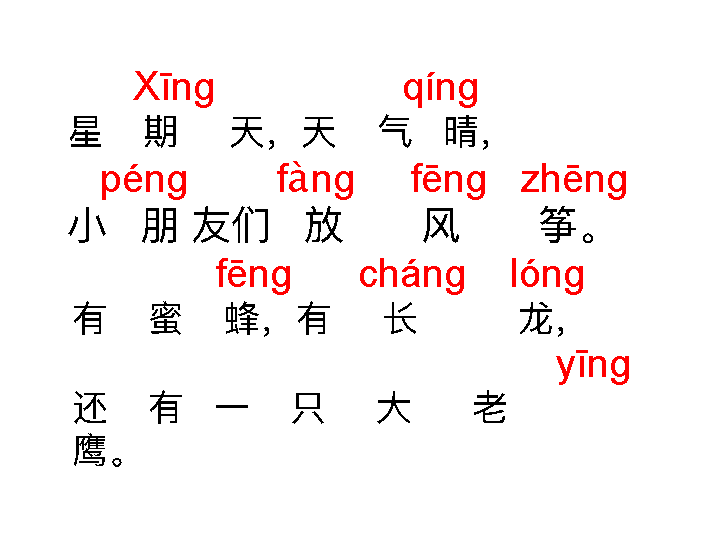 Xīng qíng
星 期 天，天 气 晴，
péng fàng fēng zhēng
小 朋 友们 放 风 筝。
fēng cháng lóng
有 蜜 蜂，有 长 龙，
yīng
还 有 一 只 大 老
鹰。